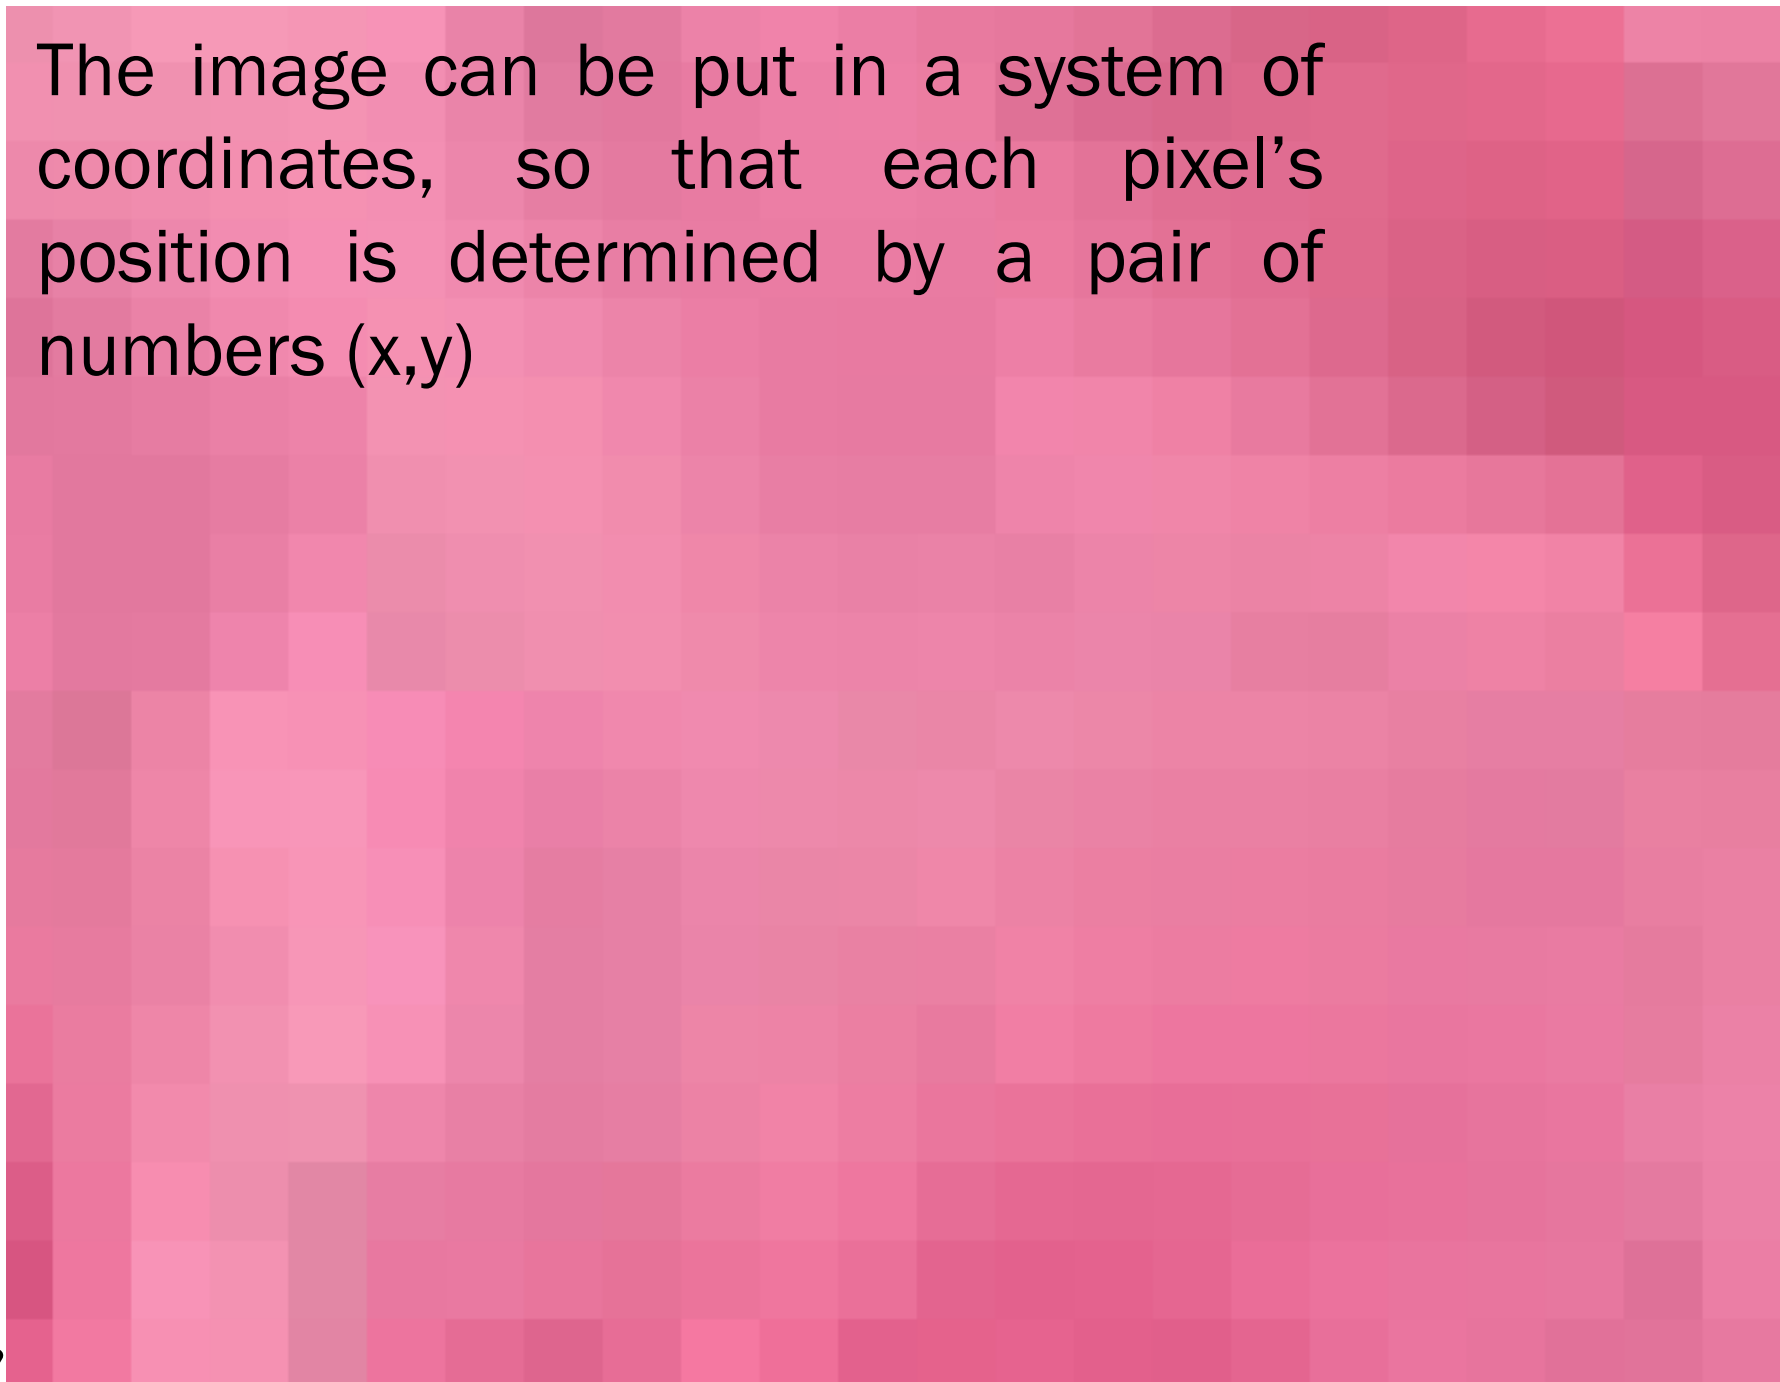 The image can be put in a system of
coordinates, so that each pixel’s
position is determined by a pair of
numbers (x,y)